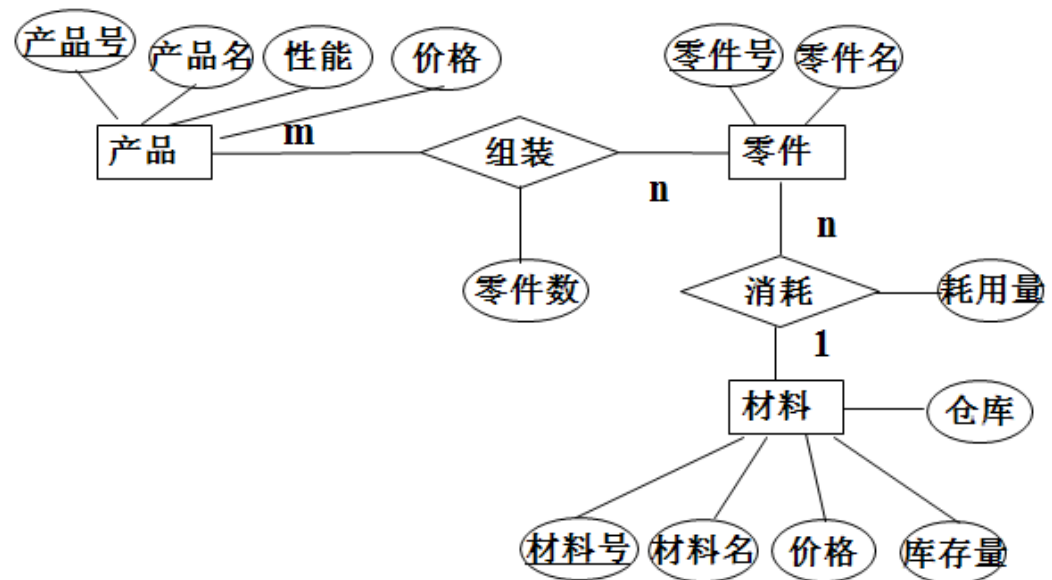 产品号
产品名
性能
价格
零件号
零件名
产品
m
组装
n
零件
零件数
n
消耗
耗用量
1
材料
仓库
材料号
材料名
价格
库存量